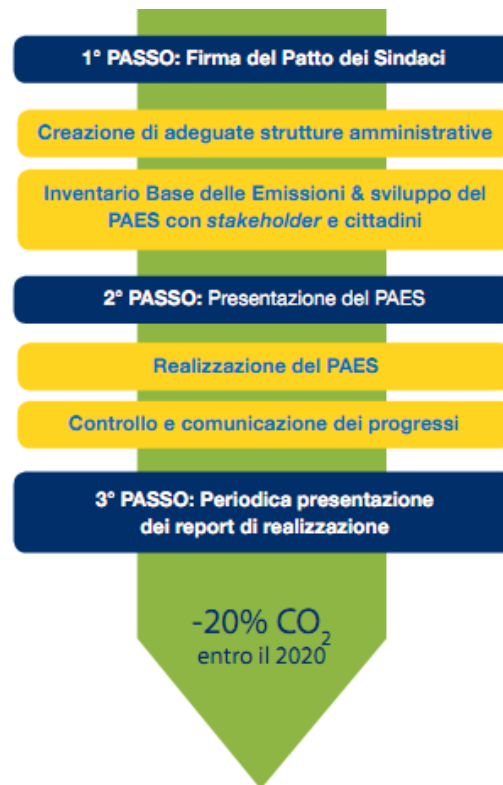 1° PASSO: Firma del Patto dei Sindaci
Creazione di adeguate strutture amministrative
Inventario Base delle Emissioni & sviluppo del
PAES con stakeholder e cittadini
2° PASSO: Presentazione del PAES
Realizzazione del PAES
Controllo e comunicazione dei progressi
3° PASSO: Periodica presentazione
dei report di realizzazione
-20% CO₂
entro il 2020